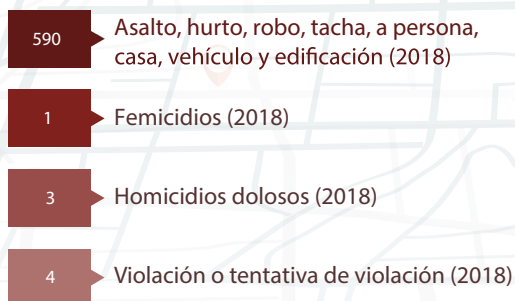 590
Asalto, hurto, robo, tacha, a persona,
casa, vehículo y edificación (2018)
1
Femicidios (2018)
3
Homicidios dolosos (2018)
4
Violación o tentativa de violación (2018)